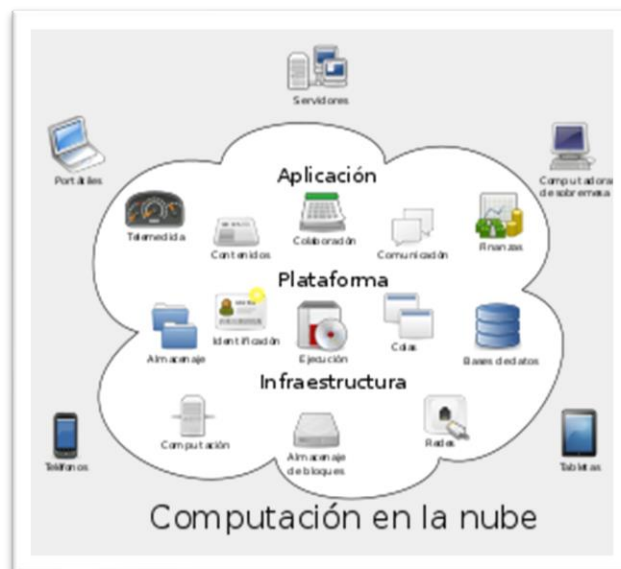 Servidores
Portátiles
Computadoras
de sobremesa
Aplicación
Telemedida
Contenidos
Colaboración
Comunicación
Finanzas
Plataforma
Almacenaje
Identificación
Ejecución
Colas
Bases de datos
Infraestructura
Computación
Almacenaje
de bloques
Redes
Teléfonos
Tabletas
Computación en la nube